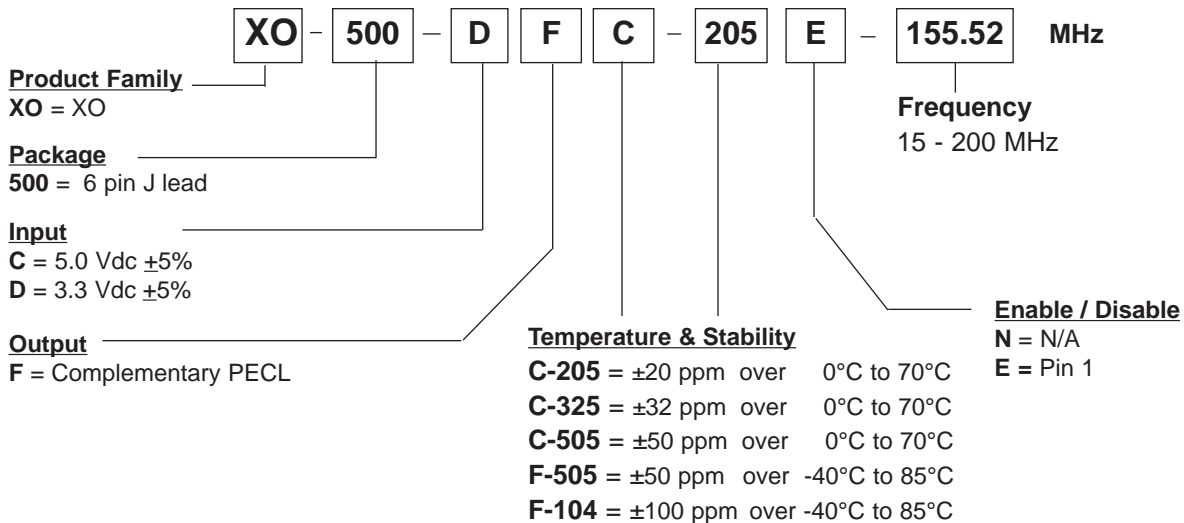 XO - 500 - D F C - 205 E - 155.52 MHz
Product Family
XO = XO
Package
500 = 6 pin J lead
Input
C = 5.0 Vdc ±5%
D = 3.3 Vdc ±5%
Output
F = Complementary PECL
Temperature & Stability
C-205 = ±20 ppm over 0°C to 70°C
C-325 = ±32 ppm over 0°C to 70°C
C-505 = ±50 ppm over 0°C to 70°C
F-505 = ±50 ppm over -40°C to 85°C
F-104 = ±100 ppm over -40°C to 85°C
Frequency
15 - 200 MHz
Enable / Disable
N = N/A
E = Pin 1